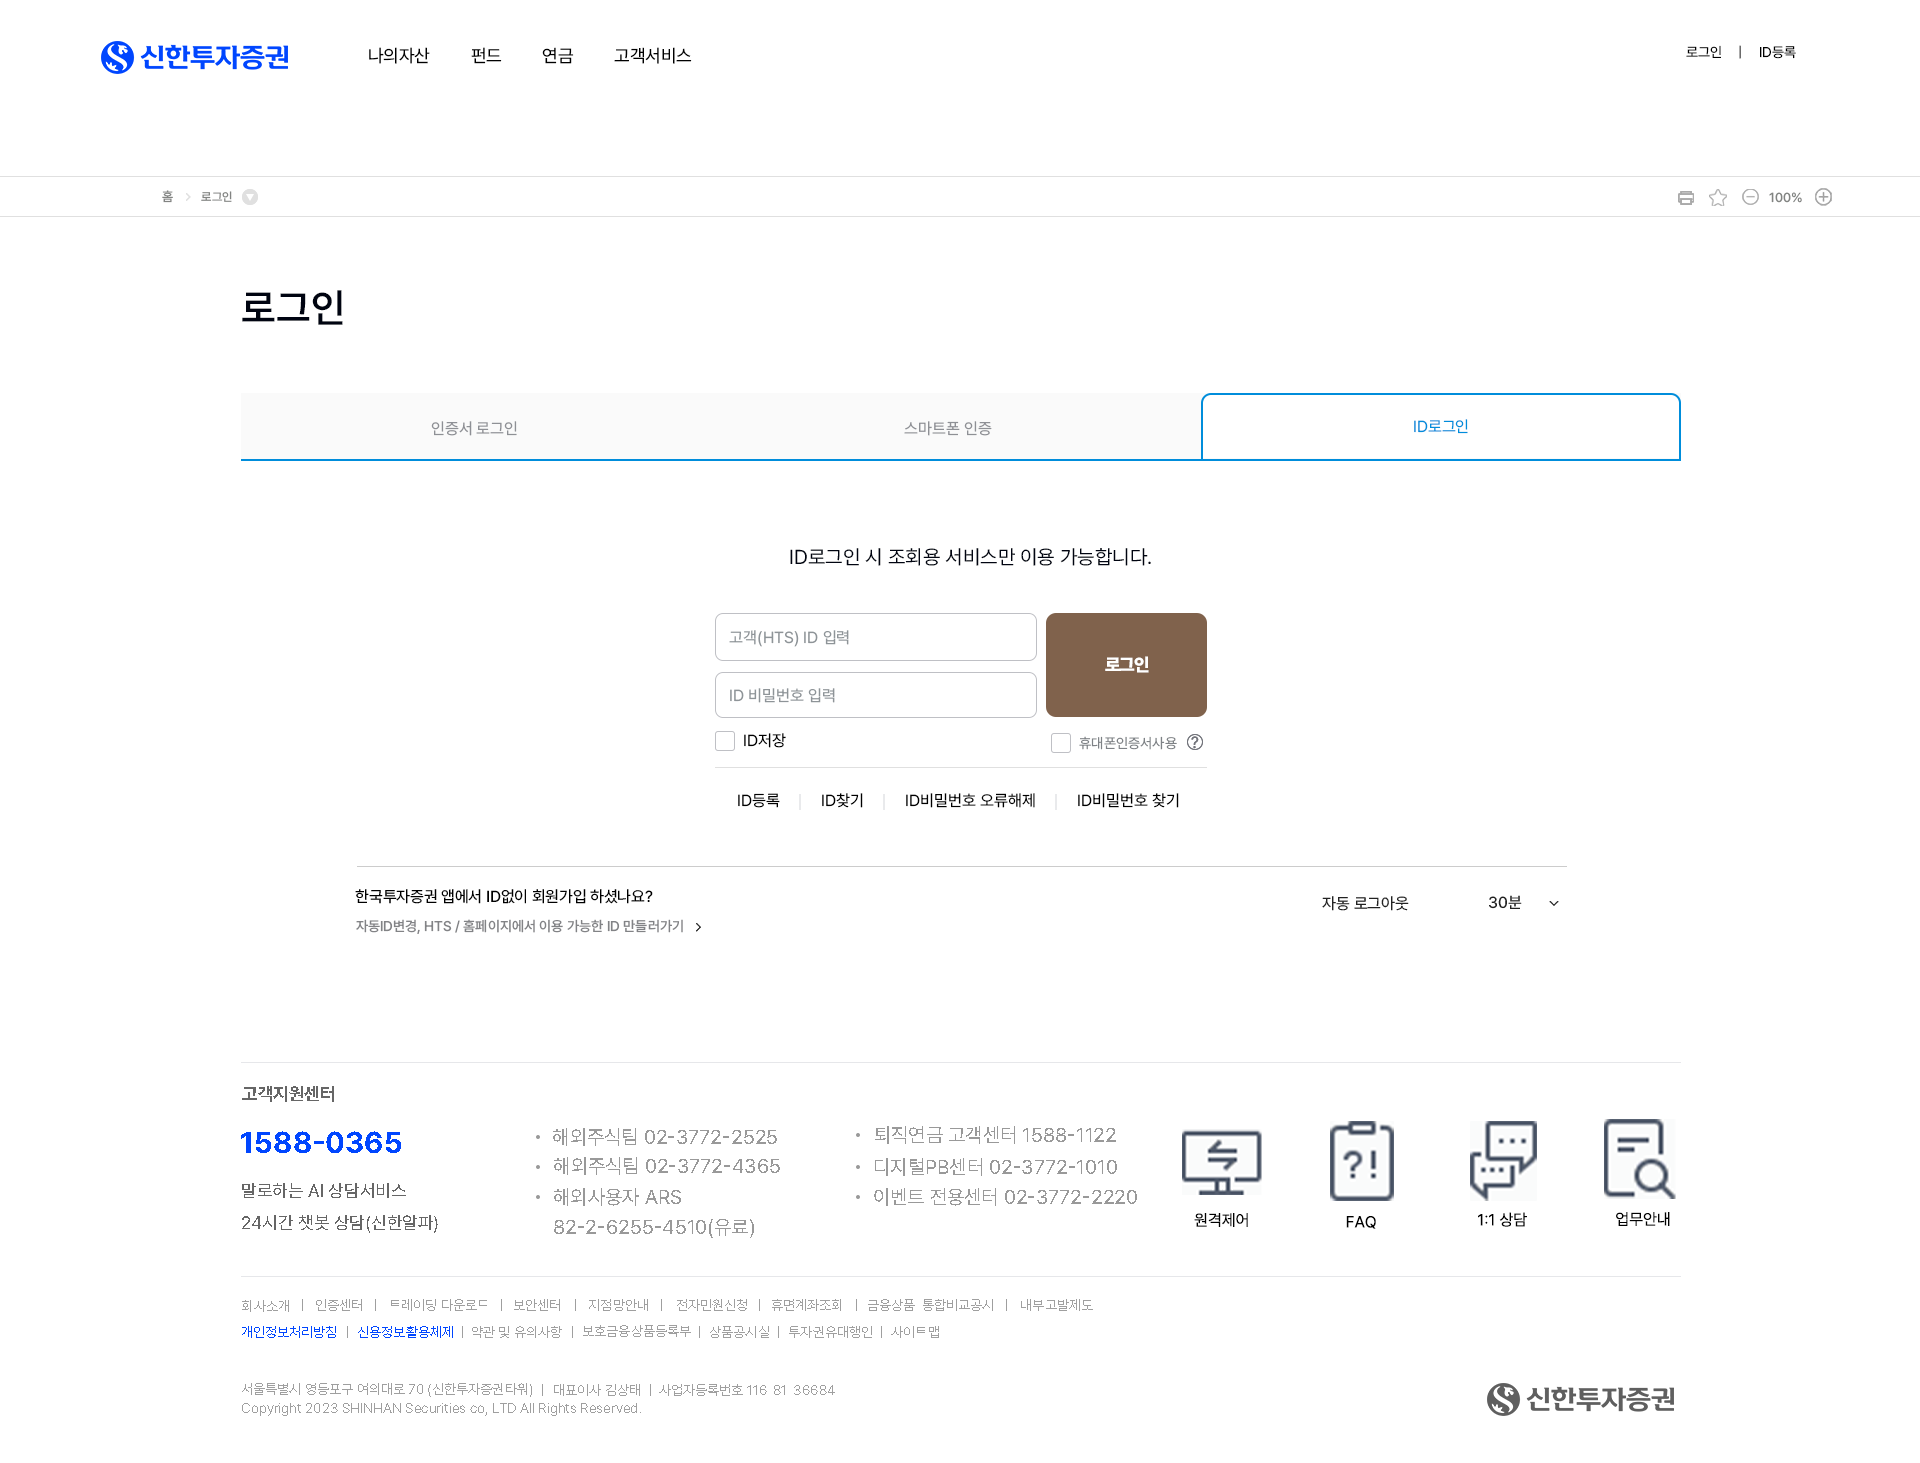 신한투자증권 나의자산 펀드 연금 고객서비스 로그인 | ID등록
홈 > 로그인 100%
로그인
인증서 로그인 스마트폰 인증 ID로그인
ID로그인 시 조회용 서비스만 이용 가능합니다.
고객(HTS) ID 입력
로그인
ID 비밀번호 입력
ID저장 휴대폰인증서사용 ?
ID등록 | ID찾기 | ID비밀번호 오류해제 | ID비밀번호 찾기
한국투자증권 앱에서 ID없이 회원가입 하셨나요?
자동 로그아웃 30분
자동ID변경, HTS / 홈페이지에서 이용 가능한 ID 만들러가기 >
고객지원센터
1588-0365
말로하는 AI 상담서비스
24시간 챗봇 상담(신한알파)
• 해외주식팀 02-3772-2525
• 해외주식팀 02-3772-4365
• 해외사용자 ARS
82-2-6255-4510(유료)
• 퇴직연금 고객센터 1588-1122
• 디지털PB센터 02-3772-1010
• 이벤트 전용센터 02-3772-2220
?!
원격제어 FAQ 1:1 상담 업무안내
회사소개 | 인증센터 | 트레이딩 다운로드 | 보안센터 | 지점망안내 | 전자민원신청 | 휴면계좌조회 | 금융상품 통합비교공시 | 내부고발제도
개인정보처리방침 | 신용정보활용체제 | 약관 및 유의사항 | 보호금융상품등록부 | 상품공시실 | 투자권유대행인 | 사이트맵
서울특별시 영등포구 여의대로 70 (신한투자증권타워) | 대표이사 김상태 | 사업자등록번호 116 81 36684
Copyright 2023 SHINHAN Securities co, LTD All Rights Reserved.
신한투자증권